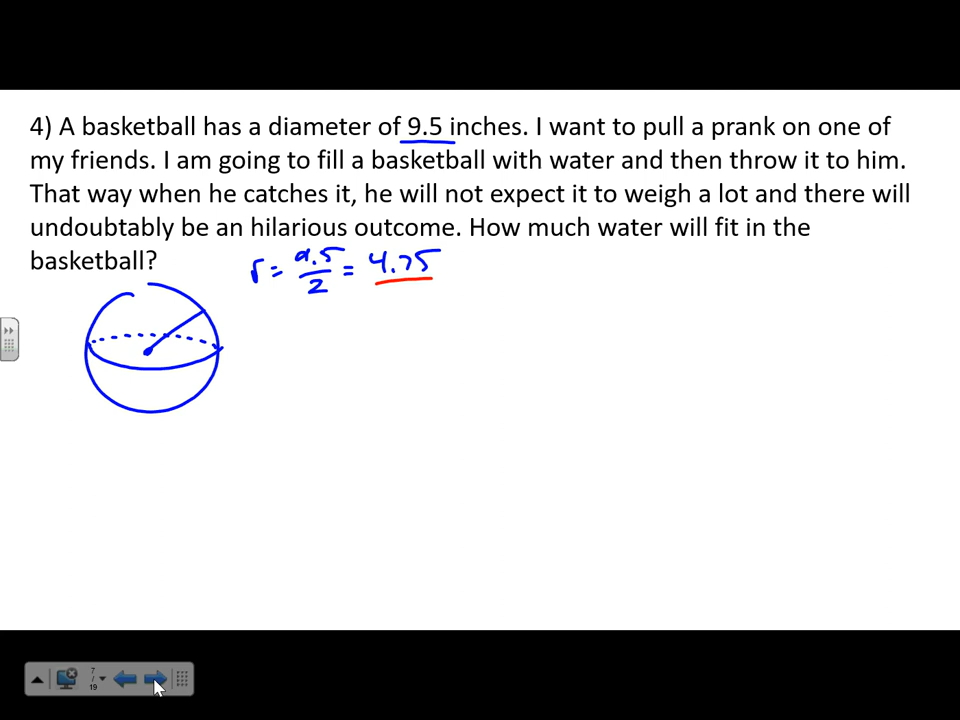 4) A basketball has a diameter of 9.5 inches. I want to pull a prank on one of
my friends. I am going to fill a basketball with water and then throw it to him.
That way when he catches it, he will not expect it to weigh a lot and there will
undoubtably be an hilarious outcome. How much water will fit in the
basketball?
r = 9.5/2 = 4.75
7 / 19